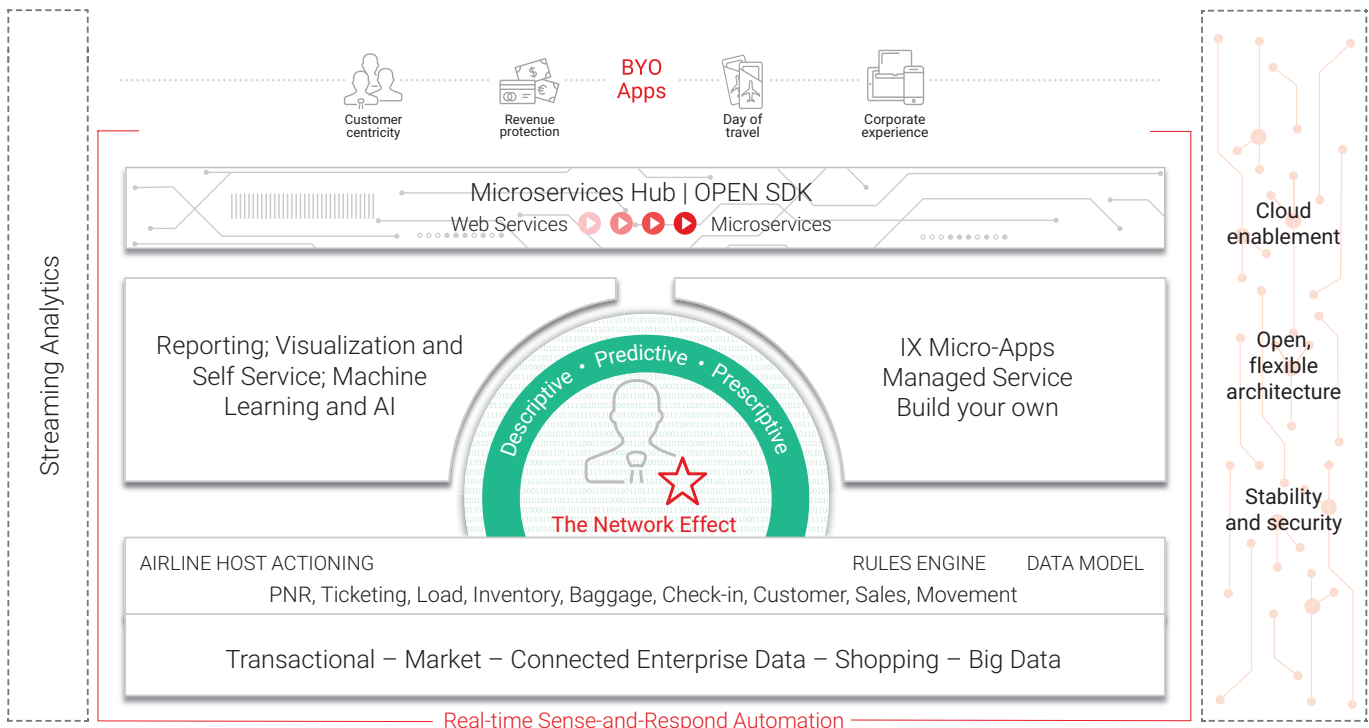 Streaming Analytics
BYO
Apps
Customer
centricity
Revenue
protection
Day of
travel
Corporate
experience
Microservices Hub | OPEN SDK
Web Services
Microservices
Reporting; Visualization and
Self Service; Machine
Learning and AI
Descriptive • Predictive • Prescriptive
The Network Effect
IX Micro-Apps
Managed Service
Build your own
AIRLINE HOST ACTIONING
RULES ENGINE
DATA MODEL
PNR, Ticketing, Load, Inventory, Baggage, Check-in, Customer, Sales, Movement
Transactional – Market – Connected Enterprise Data – Shopping – Big Data
Real-time Sense-and-Respond Automation
Cloud
enablement
Open,
flexible
architecture
Stability
and security